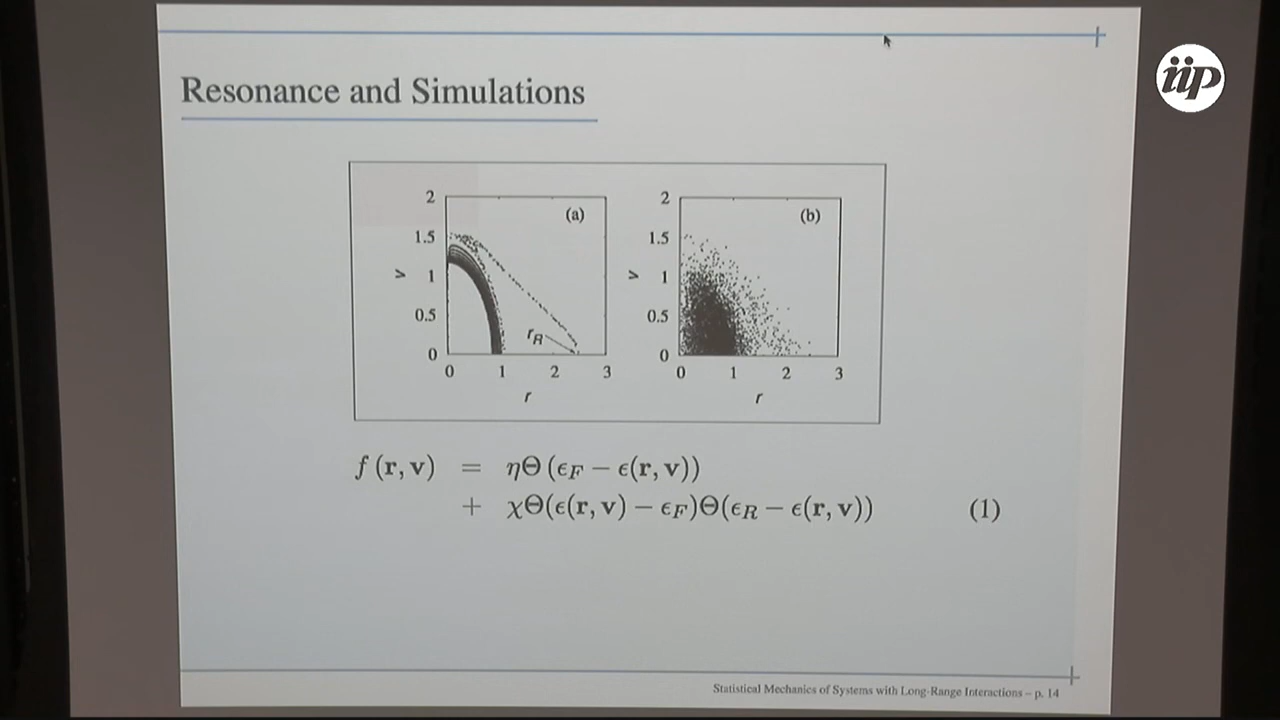 iip
Resonance and Simulations
(a)
2
1.5
1
0.5
0
v
r_R
0 1 2 3
r
(b)
2
1.5
1
0.5
0
v
0 1 2 3
r
f (r, v) = ηΘ (ϵ_F − ϵ(r, v))
+ χΘ(ϵ(r, v) − ϵ_F)Θ(ϵ_R − ϵ(r, v)) (1)
Statistical Mechanics of Systems with Long-Range Interactions – p. 14